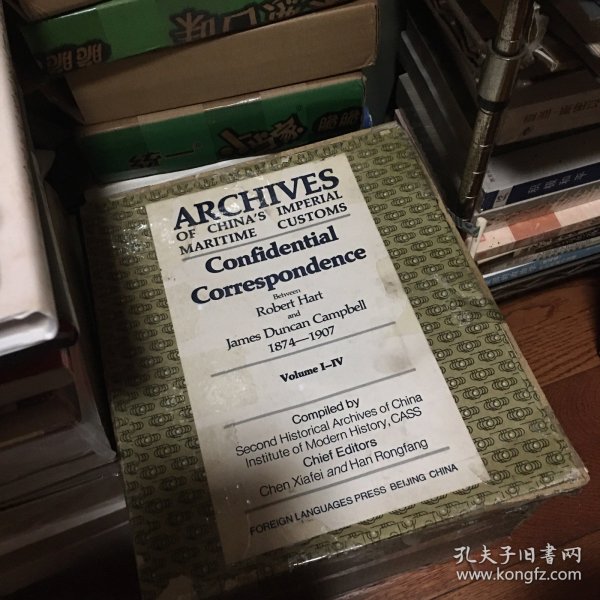 ARCHIVES
OF CHINA'S IMPERIAL
MARITIME CUSTOMS
Confidential
Correspondence
Between
Robert Hart
and
James Duncan Campbell
1874—1907
Volume I—IV
Compiled by
Second Historical Archives of China
Institute of Modern History, CASS
Chief Editors
Chen Xiafei and Han Rongfang
FOREIGN LANGUAGES PRESS BEIJING CHINA
孔夫子旧書网
www.kongfz.com